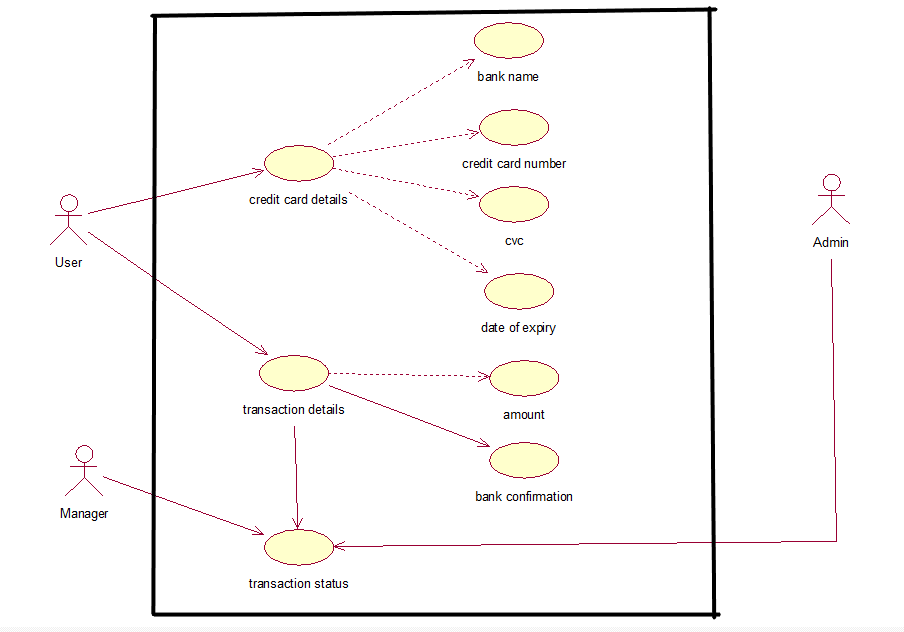 bank name
credit card number
credit card details
cvc
User
Admin
date of expiry
transaction details
amount
bank confirmation
Manager
transaction status